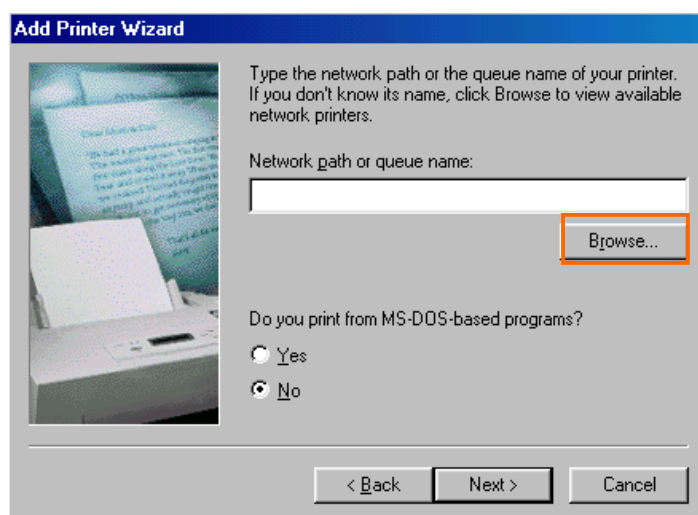 Add Printer Wizard
Type the network path or the queue name of your printer.
If you don't know its name, click Browse to view available
network printers.
Network path or queue name:
Browse...
Do you print from MS-DOS-based programs?
Yes
No
< Back
Next >
Cancel